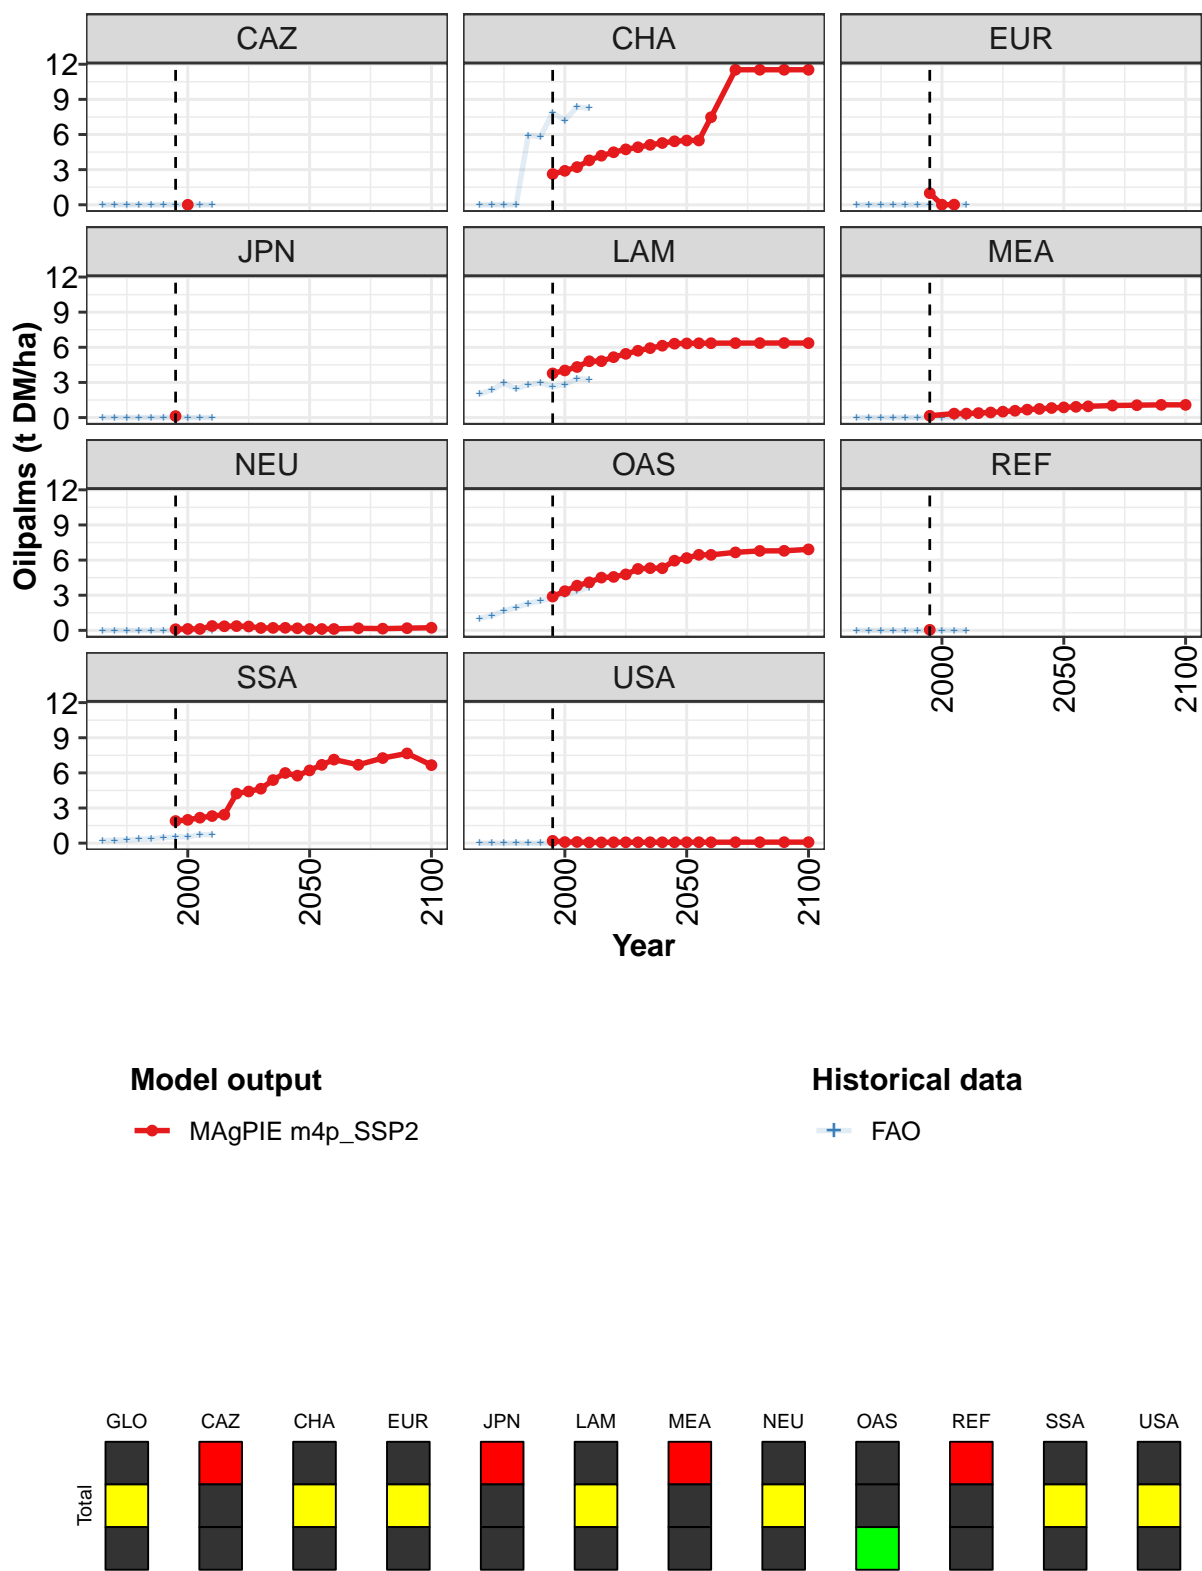 CAZ CHA EUR
12
9
6
3
0
JPN LAM MEA
12
9
6
3
0
Oilpalms (t DM/ha)
NEU OAS REF
12
9
6
3
0
2000 2050 2100
SSA USA
12
9
6
3
0
2000 2050 2100 2000 2050 2100
Year
Model output Historical data
MAgPIE m4p_SSP2 FAO
GLO CAZ CHA EUR JPN LAM MEA NEU OAS REF SSA USA
Total